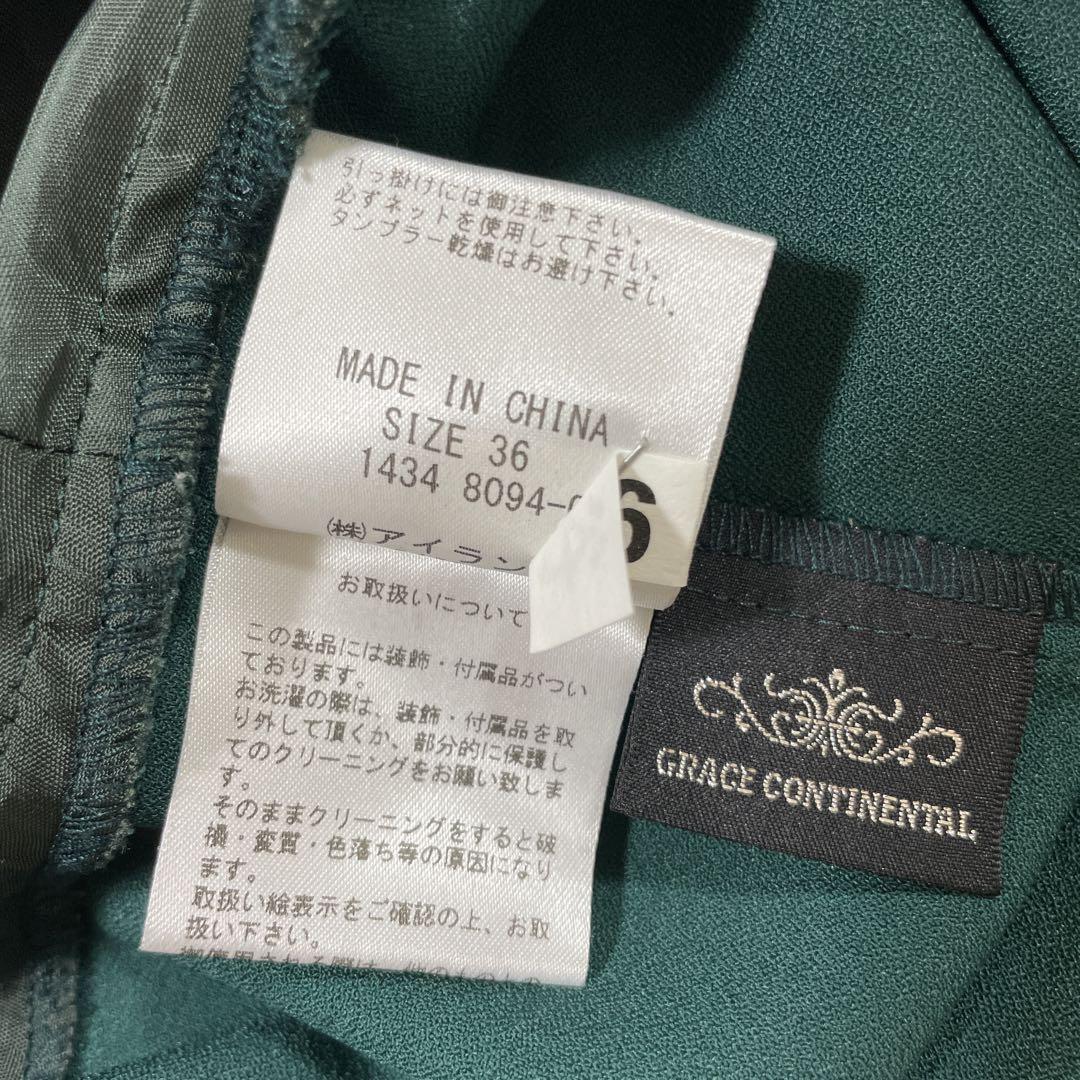 引っ掛けには御注意下さい。
必ずネットを使用して下さい。
タンブラー乾燥はお避け下さい。
MADE IN CHINA
SIZE 36
1434 8094-
6
(株)アイラン
お取扱いについて
この製品には装飾・付属品がつい
ております。
お洗濯の際は、装飾・付属品を取
り外して頂くか、部分的に保護し
てのクリーニングをお願い致しま
す。
そのままクリーニングをすると破
損・変質・色落ち等の原因になり
ます。
取扱い絵表示をご確認の上、お取
扱い下さい。
GRACE CONTINENTAL